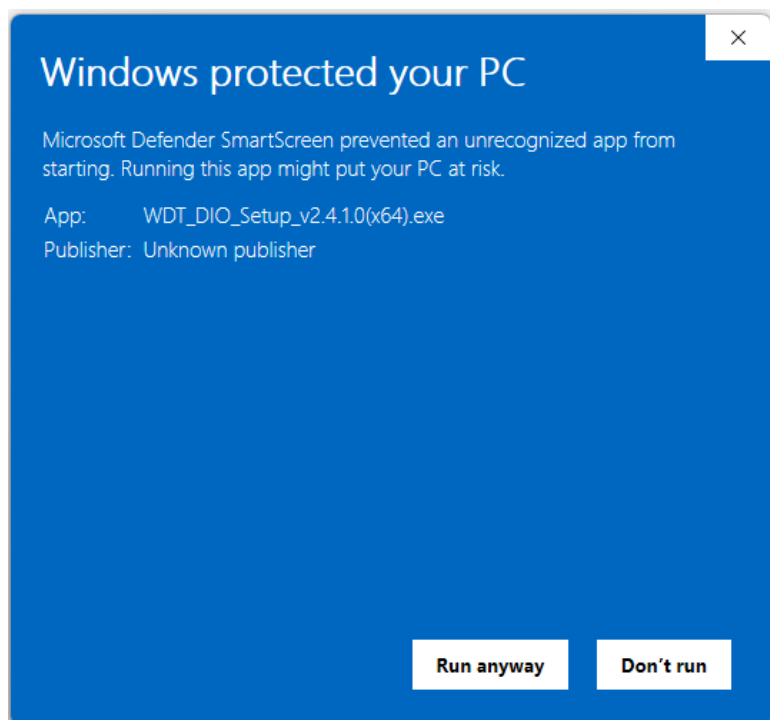 Windows protected your PC
Microsoft Defender SmartScreen prevented an unrecognized app from
starting. Running this app might put your PC at risk.
App: WDT_DIO_Setup_v2.4.1.0(x64).exe
Publisher: Unknown publisher
Run anyway Don’t run